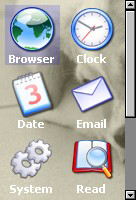 Browser Clock
3
Date Email
System Read